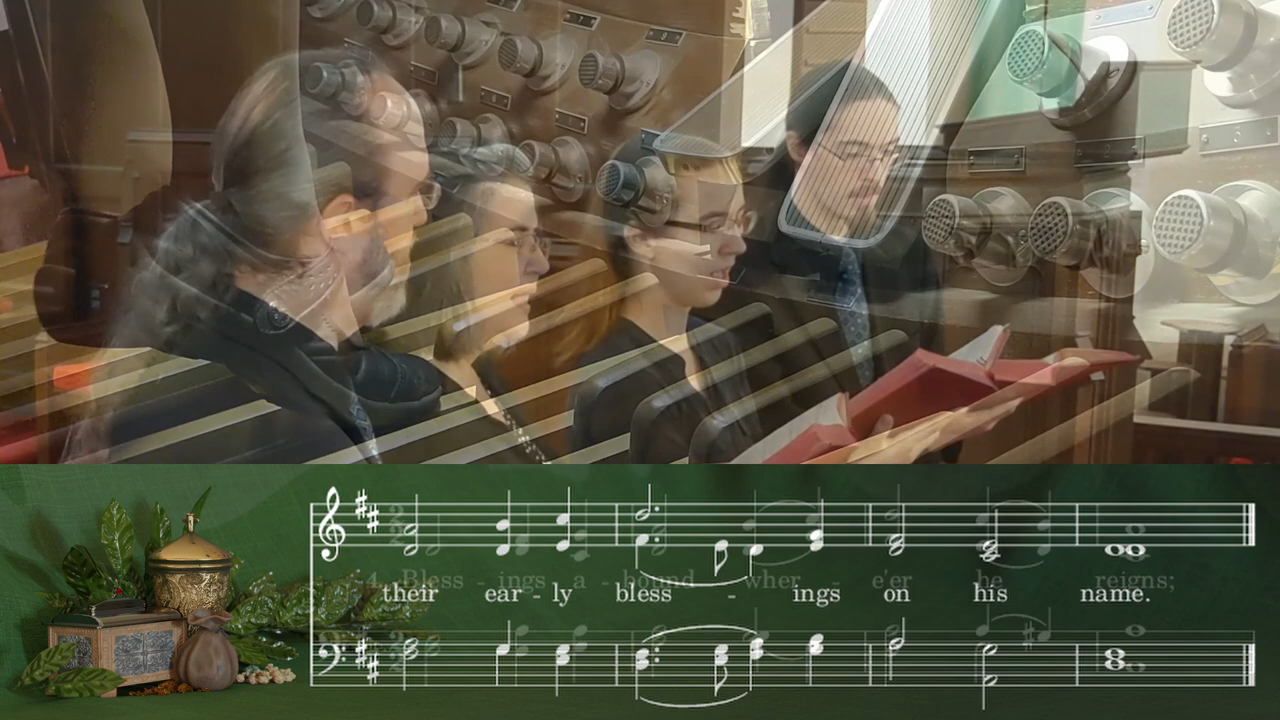 4. Bless - ings a - bound wher - e'er he reigns;
their ear - ly bless - ings on his name.